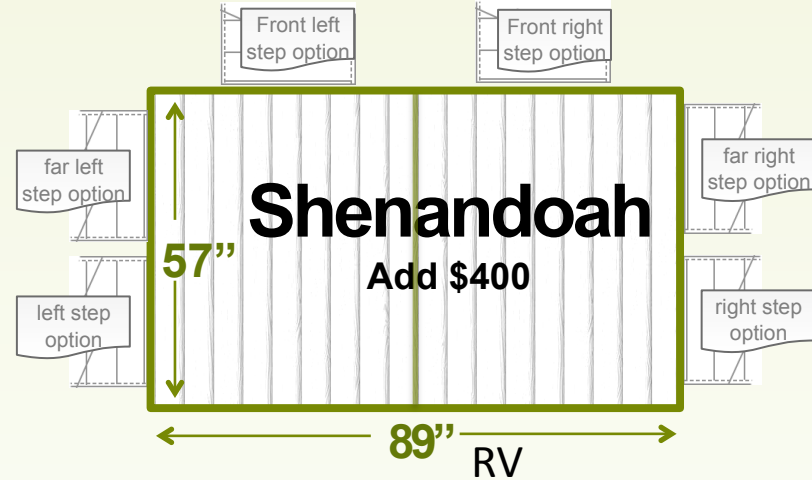 Front left
step option
Front right
step option
far left
step option
far right
step option
Shenandoah
57”
Add $400
left step
option
right step
option
89”
RV